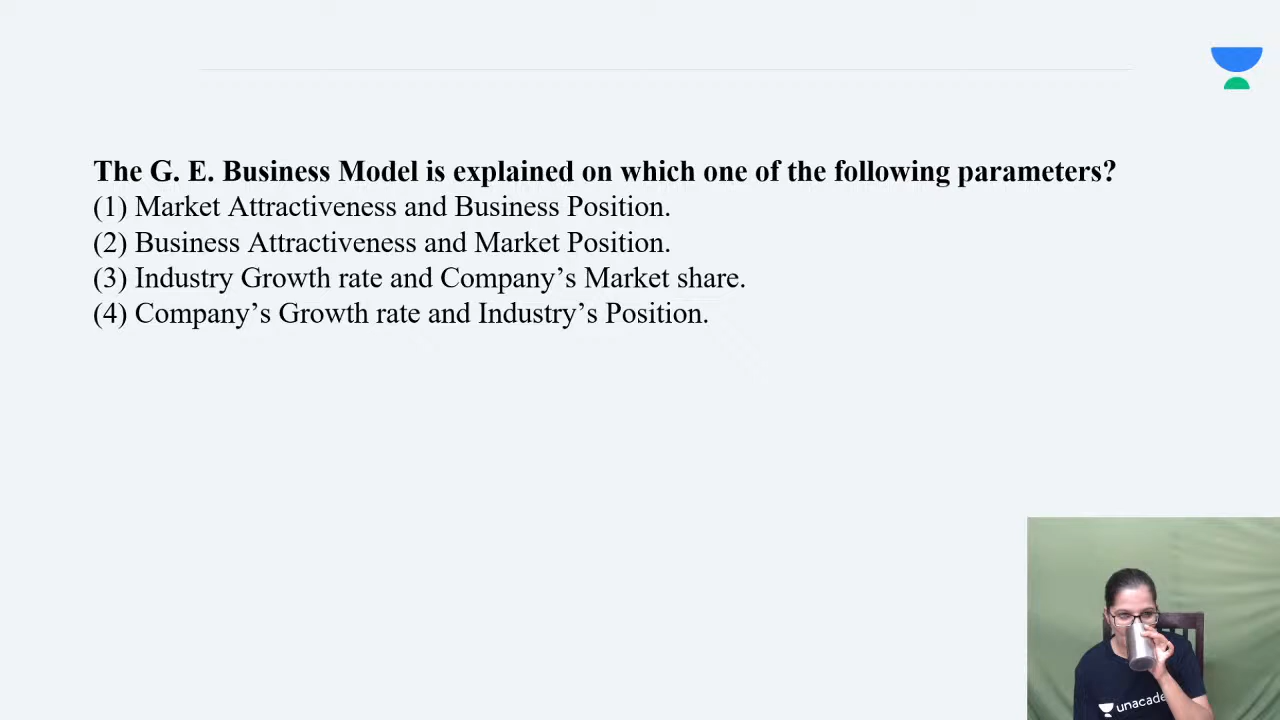 The G. E. Business Model is explained on which one of the following parameters?
(1) Market Attractiveness and Business Position.
(2) Business Attractiveness and Market Position.
(3) Industry Growth rate and Company’s Market share.
(4) Company’s Growth rate and Industry’s Position.
unacade